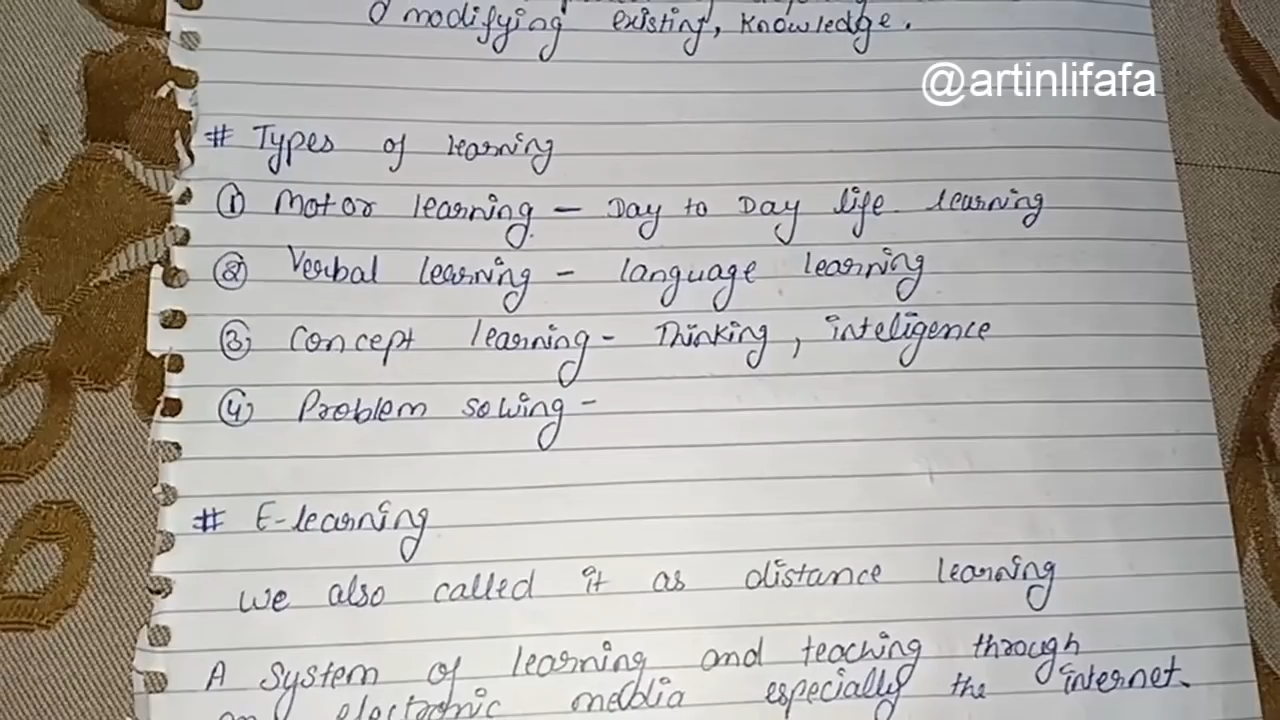 & modifying existing, knowledge.
@artinlifafa
# Types of learning
① Motor learning – Day to Day life learning
② Verbal learning – language learning
③ Concept learning – Thinking, inteligence
④ Problem solving –
# E-learning
We also called it as distance learning
A system of learning and teaching through
an electronic media especially the internet.